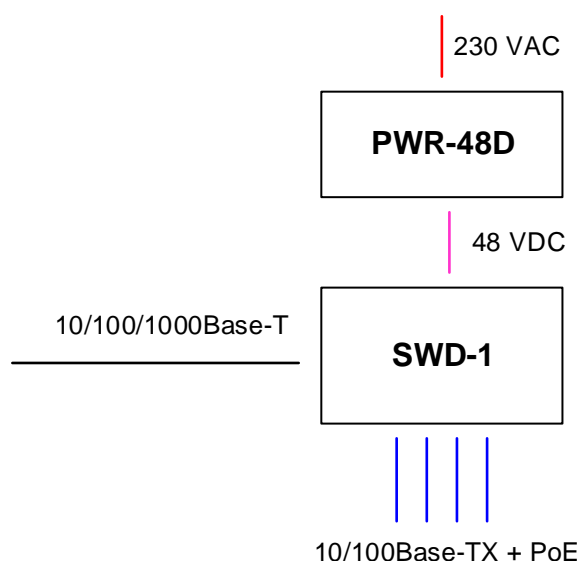 230 VAC
PWR-48D
48 VDC
10/100/1000Base-T
SWD-1
10/100Base-TX + PoE